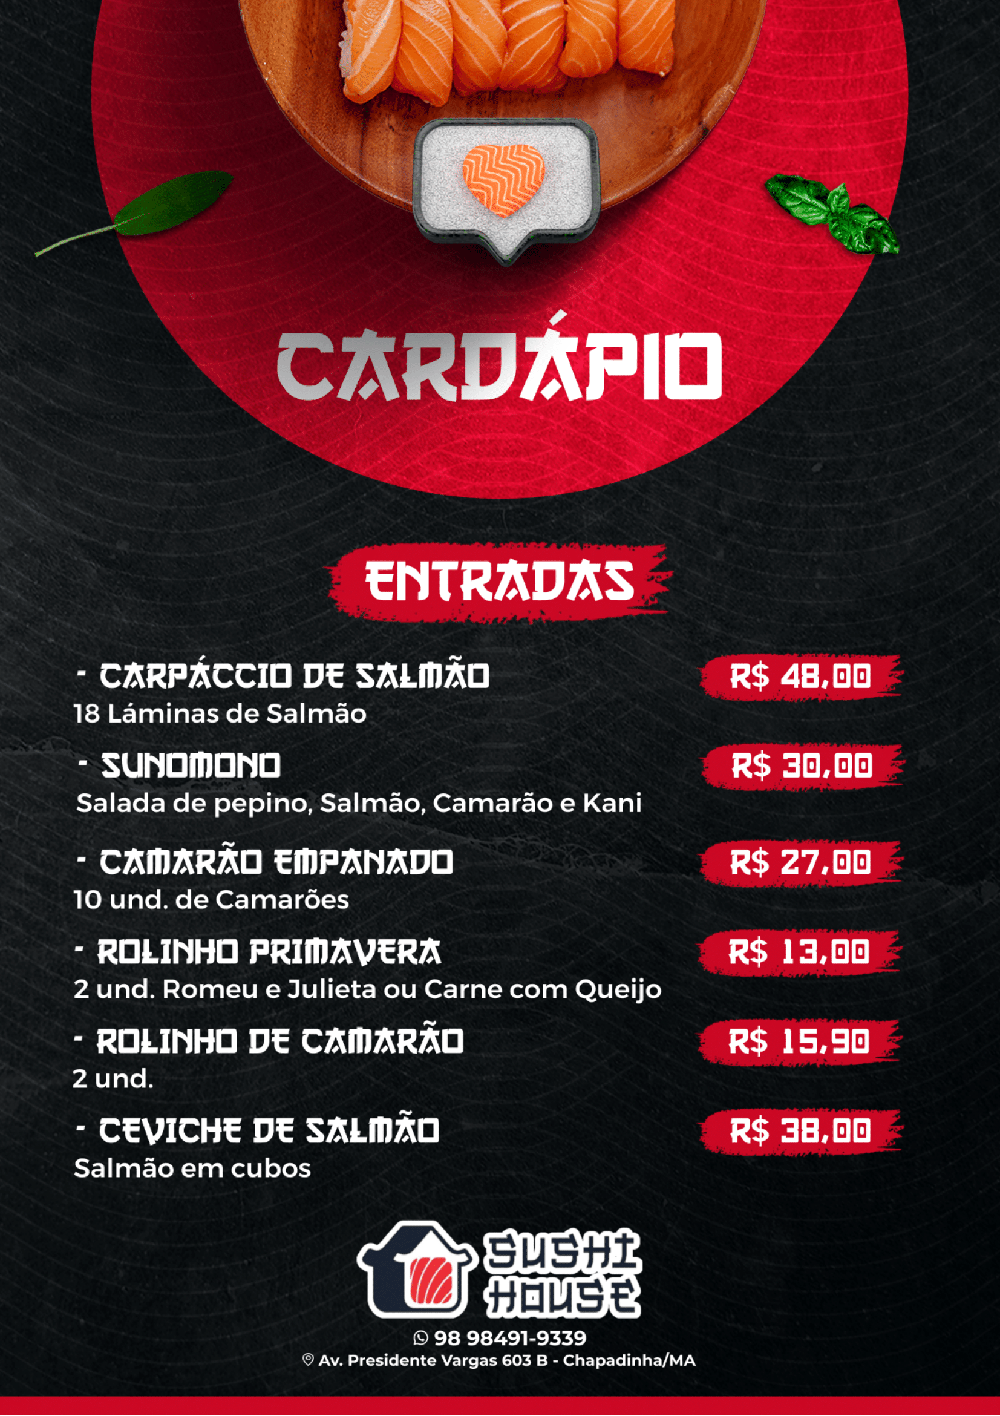 CARDÁPIO
ENTRADAS
- CARPÁCCIO DE SALMÃO R$ 48,00
18 Láminas de Salmão
- SUNOMONO R$ 30,00
Salada de pepino, Salmão, Camarão e Kani
- CAMARÃO EMPANADO R$ 27,00
10 und. de Camarões
- ROLINHO PRIMAVERA R$ 13,00
2 und. Romeu e Julieta ou Carne com Queijo
- ROLINHO DE CAMARÃO R$ 15,90
2 und.
- CEVICHE DE SALMÃO R$ 38,00
Salmão em cubos
SUSHI
HOUSE
98 98491-9339
Av. Presidente Vargas 603 B - Chapadinha/MA